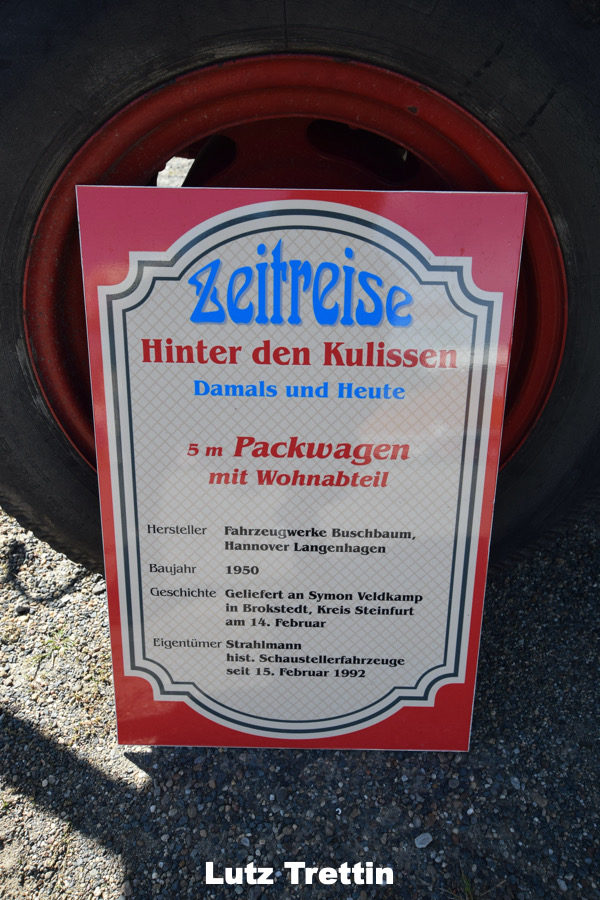 Zeitreise
Hinter den Kulissen
Damals und Heute
5 m Packwagen
mit Wohnabteil
Hersteller Fahrzeugwerke Buschbaum,
Hannover Langenhagen
Baujahr 1950
Geschichte Geliefert an Symon Veldkamp
in Brokstedt, Kreis Steinfurt
am 14. Februar
Eigentümer Strahlmann
hist. Schaustellerfahrzeuge
seit 15. Februar 1992
Lutz Trettin